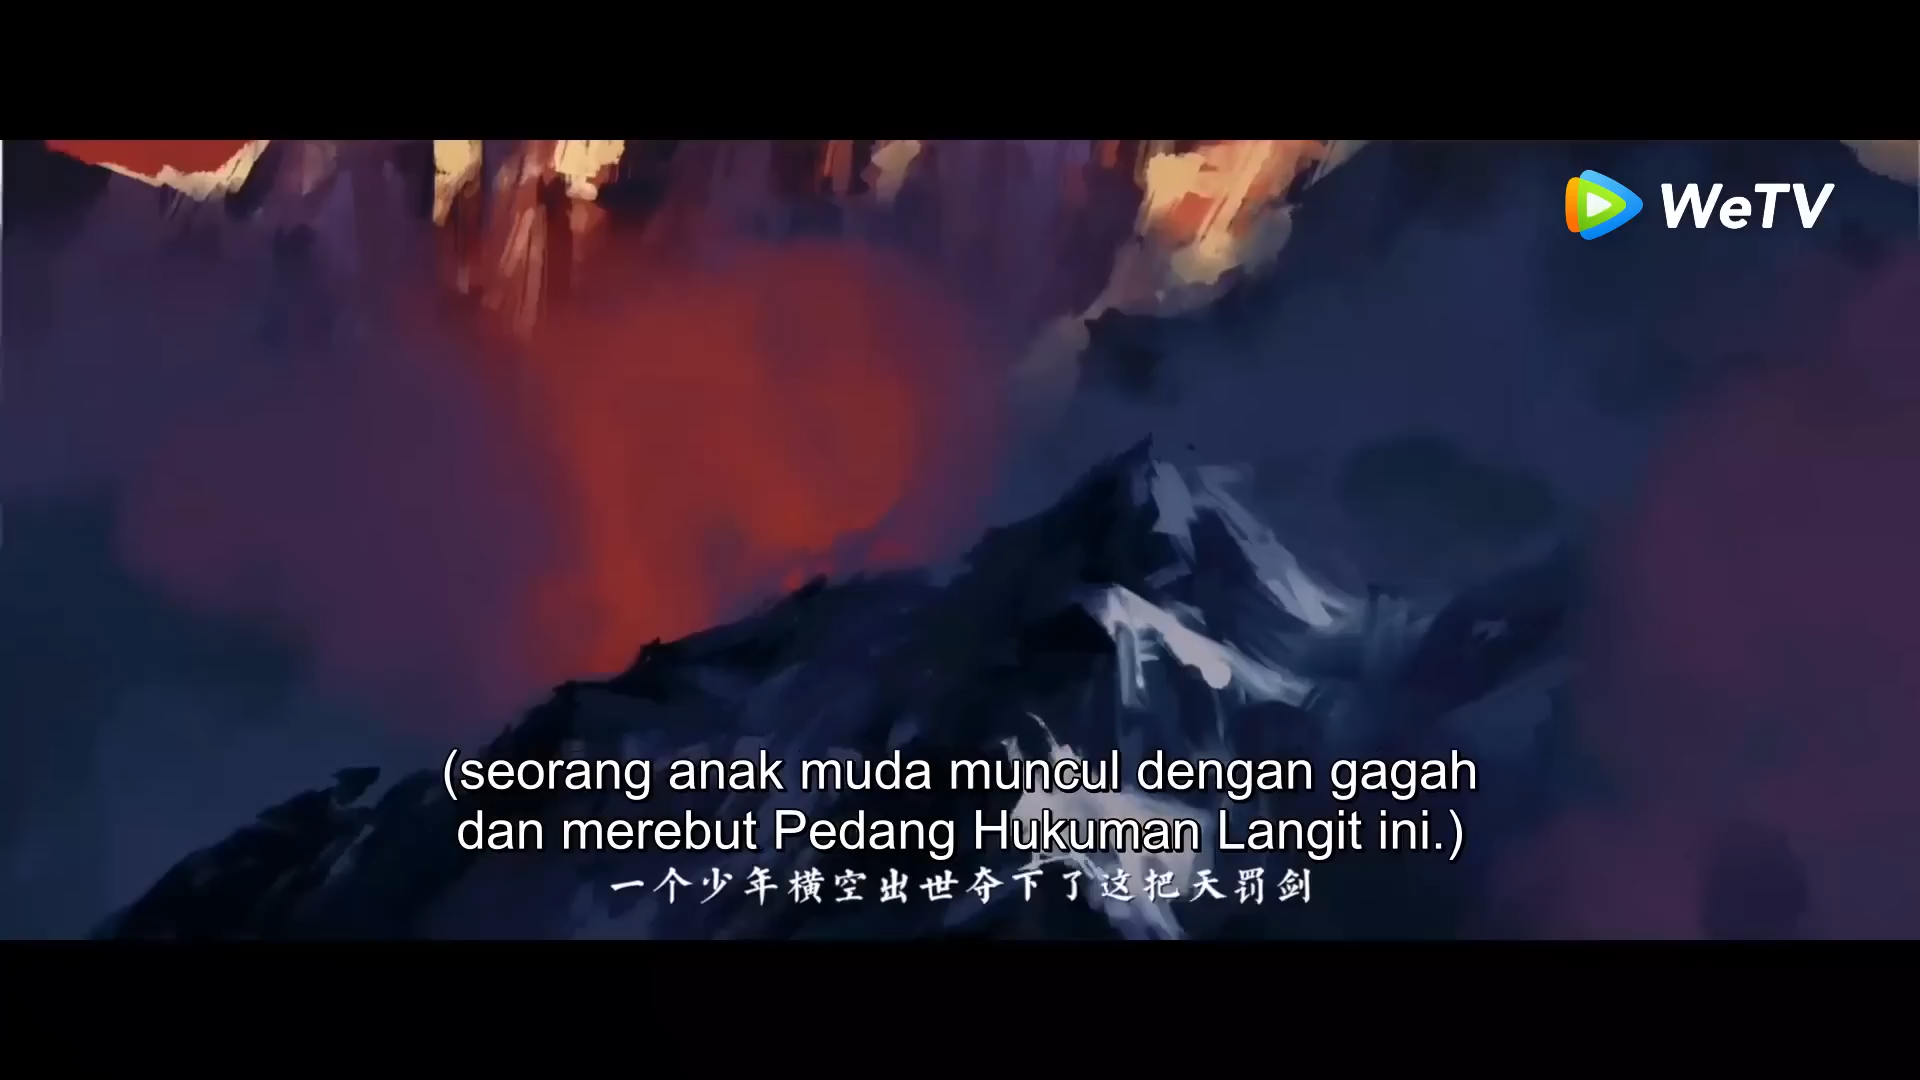 WeTV
(seorang anak muda muncul dengan gagah
dan merebut Pedang Hukuman Langit ini.)
一个少年横空出世夺下了这把天罚剑